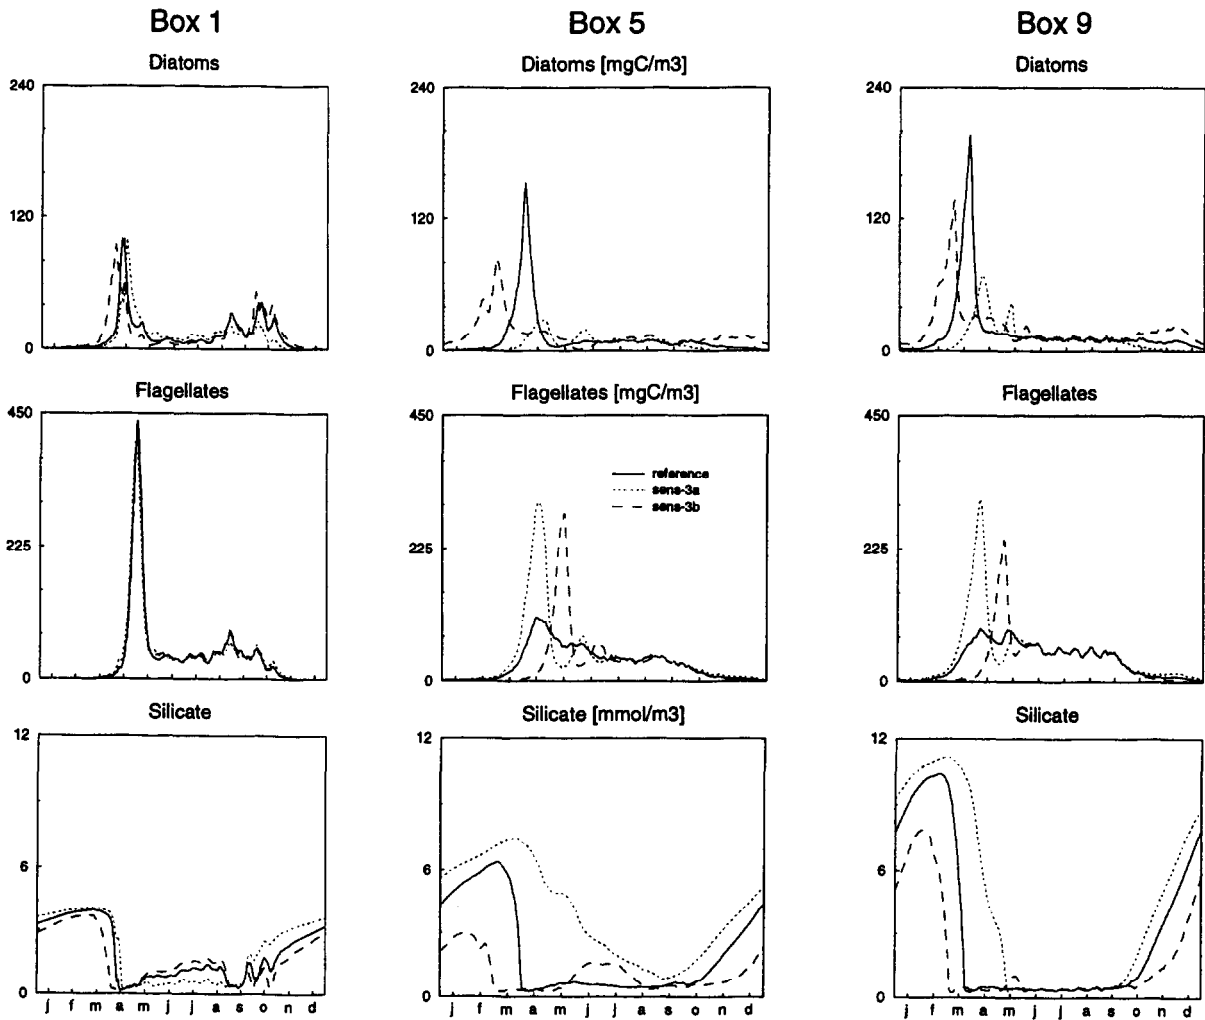 Box 1 Box 5 Box 9
Diatoms Diatoms [mgC/m3] Diatoms
240 240 240
120 120 120
0 0 0
Flagellates Flagellates [mgC/m3] Flagellates
450 450 450
reference
sens-3a
sens-3b
225 225 225
0 0 0
Silicate Silicate [mmol/m3] Silicate
12 12 12
6 6 6
0 0 0
j f m a m j j a s o n d j f m a m j j a s o n d j f m a m j j a s o n d